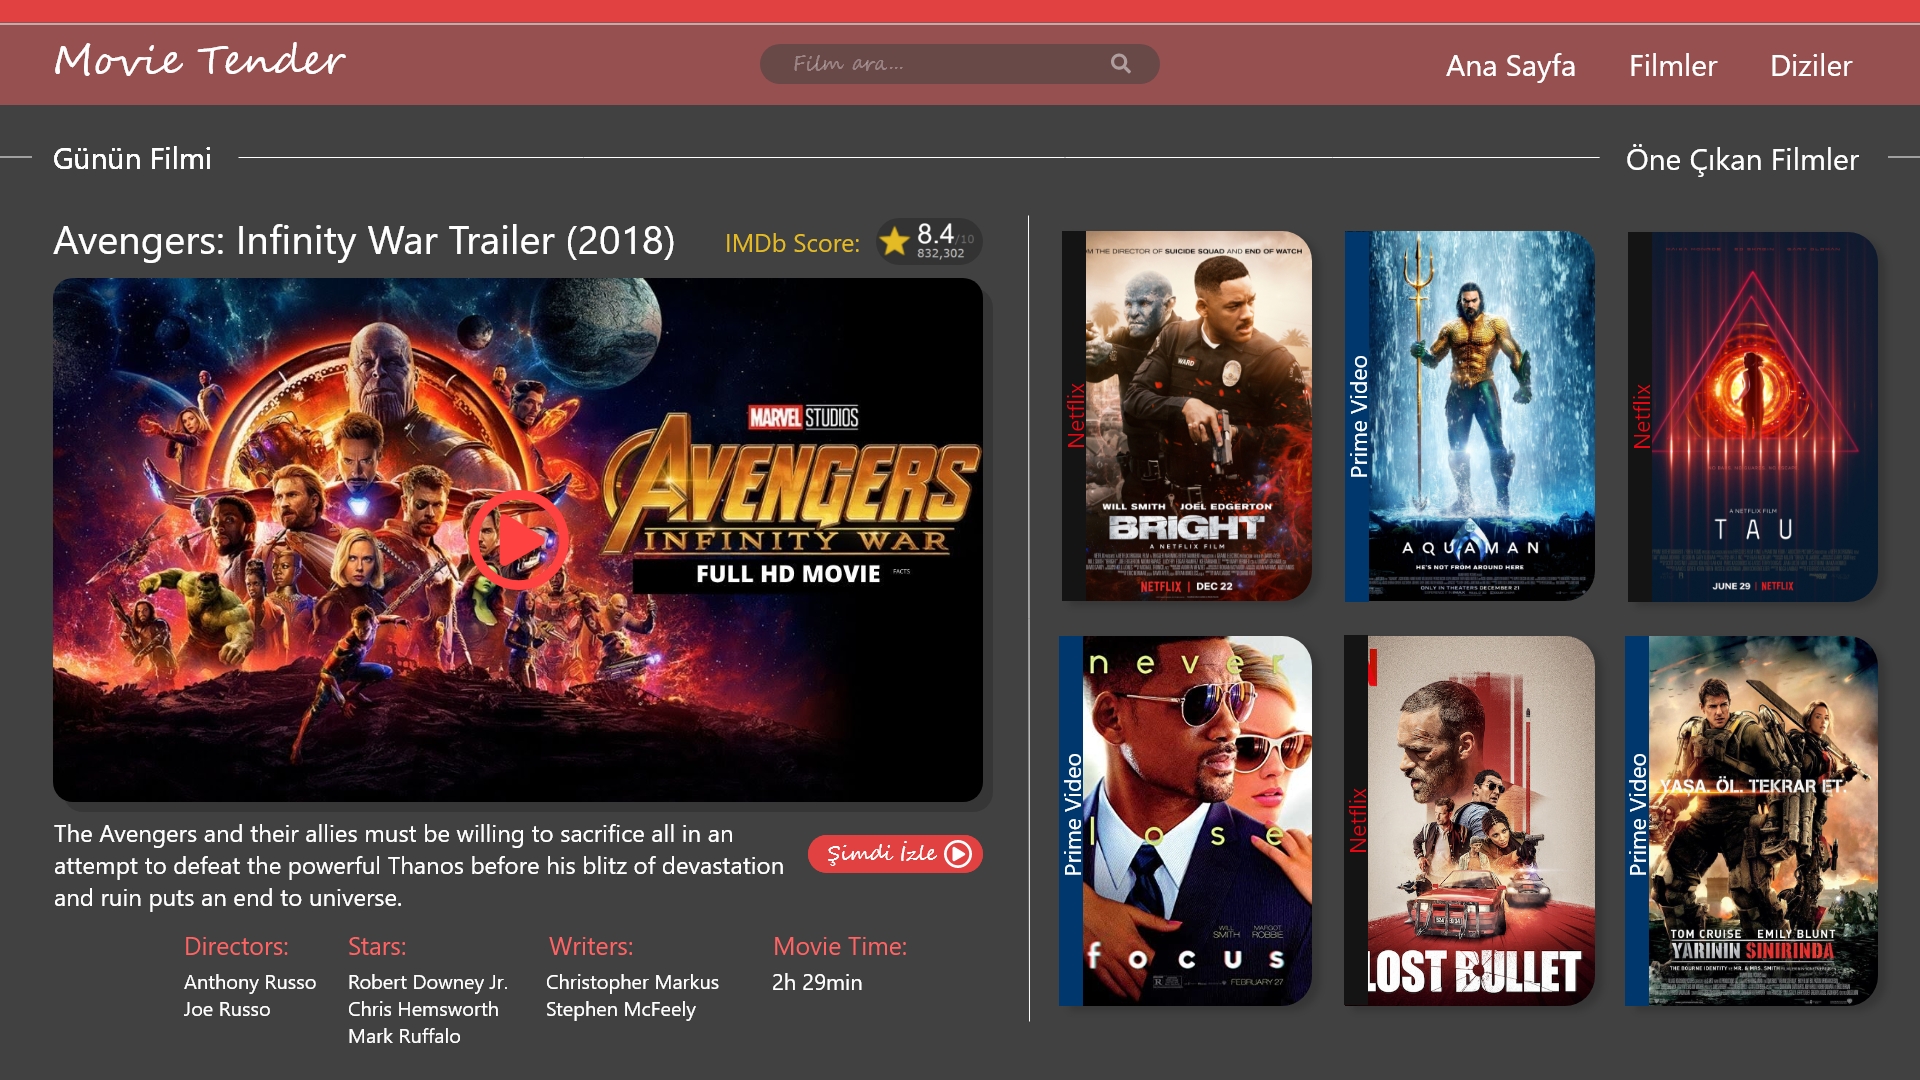 Movie Tender
Film ara...
Ana Sayfa
Filmler
Diziler
Günün Filmi
Öne Çıkan Filmler
Avengers: Infinity War Trailer (2018)
IMDb Score:
8.4/10
832,302
MARVEL STUDIOS
AVENGERS
INFINITY WAR
FULL HD MOVIE
FACTS
The Avengers and their allies must be willing to sacrifice all in an
attempt to defeat the powerful Thanos before his blitz of devastation
and ruin puts an end to universe.
Şimdi İzle
Directors:
Anthony Russo
Joe Russo
Stars:
Robert Downey Jr.
Chris Hemsworth
Mark Ruffalo
Writers:
Christopher Markus
Stephen McFeely
Movie Time:
2h 29min
Netflix
M THE DIRECTOR OF SUICIDE SQUAD AND END OF WATCH
WARD
WILL SMITH JOEL EDGERTON
BRIGHT
A NETFLIX FILM
NETFLIX | DEC 22
Prime Video
AQUAMAN
HE'S NOT FROM AROUND HERE
ONLY IN THEATERS DECEMBER 21
Netflix
A NETFLIX FILM
TAU
JUNE 29 | NETFLIX
Prime Video
never
lose
WILL SMITH
MARGOT ROBBIE
focus
FEBRUARY 27
Netflix
LOST BULLET
Prime Video
YAŞA. ÖL. TEKRAR ET.
TOM CRUISE EMILY BLUNT
YARININ SINIRINDA